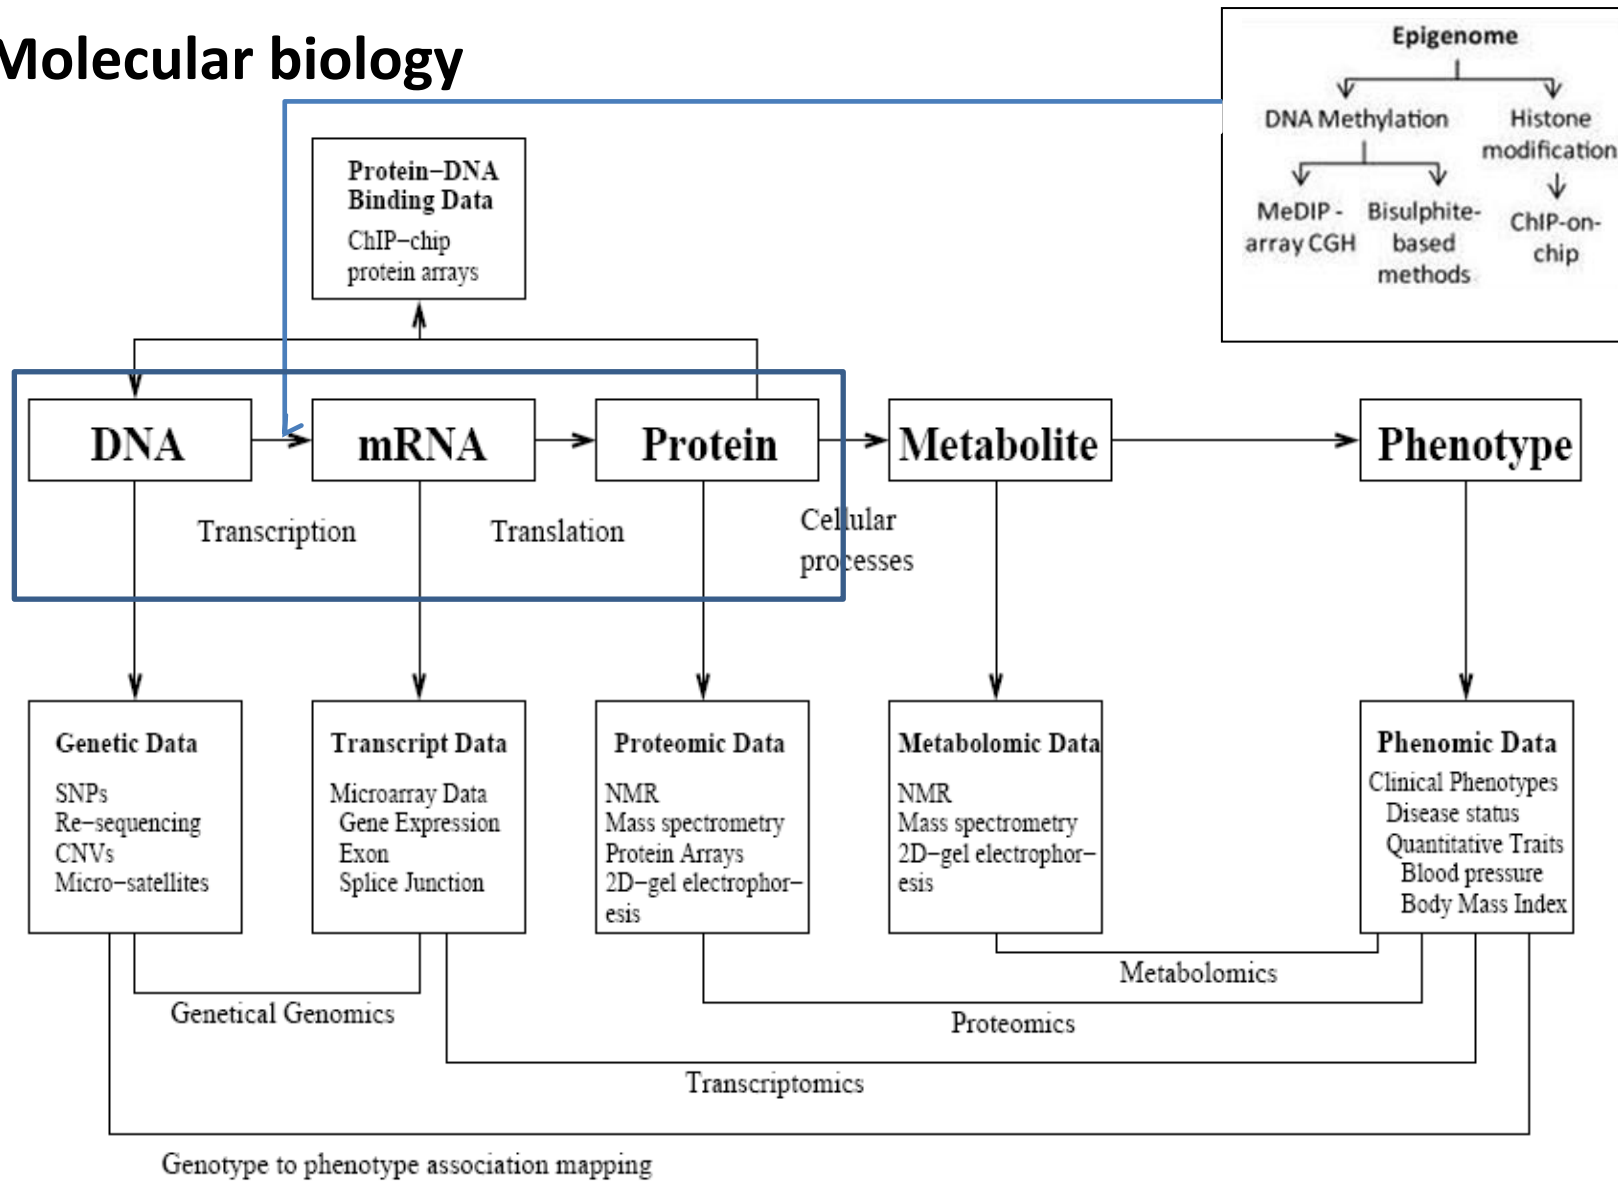 Molecular biology
Epigenome
DNA Methylation
Histone
modification
MeDIP -
array CGH
Bisulphite-
based
methods
ChIP-on-
chip
Protein−DNA
Binding Data
ChIP−chip
protein arrays
DNA
mRNA
Protein
Metabolite
Phenotype
Transcription
Translation
Cellular
processes
Genetic Data
SNPs
Re−sequencing
CNVs
Micro−satellites
Transcript Data
Microarray Data
Gene Expression
Exon
Splice Junction
Proteomic Data
NMR
Mass spectrometry
Protein Arrays
2D−gel electrophor−
esis
Metabolomic Data
NMR
Mass spectrometry
2D−gel electrophor−
esis
Phenomic Data
Clinical Phenotypes
Disease status
Quantitative Traits
Blood pressure
Body Mass Index
Metabolomics
Genetical Genomics
Proteomics
Transcriptomics
Genotype to phenotype association mapping